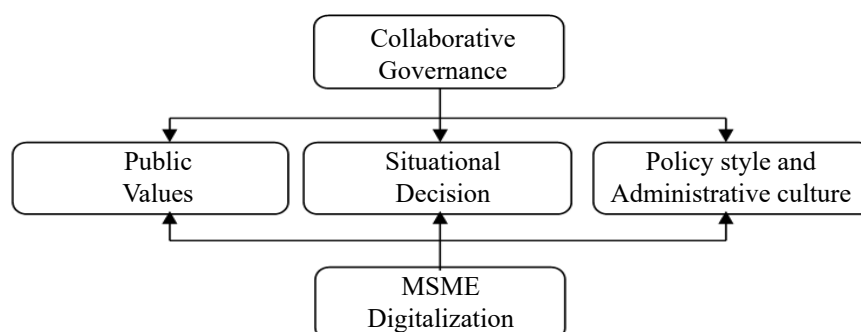 Collaborative
Governance
Public
Values
Situational
Decision
Policy style and
Administrative culture
MSME
Digitalization